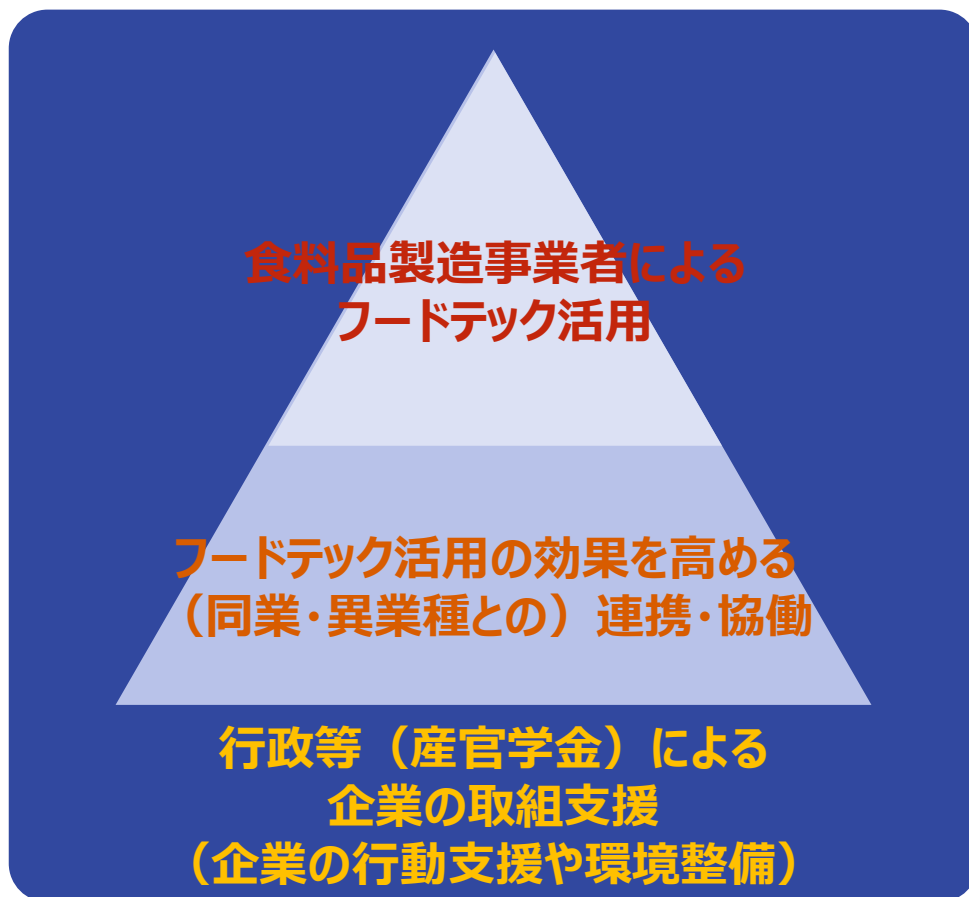 食料品製造事業者による
フードテック活用
フードテック活用の効果を高める
（同業・異業種との）連携・協働
行政等（産官学金）による
企業の取組支援
（企業の行動支援や環境整備）